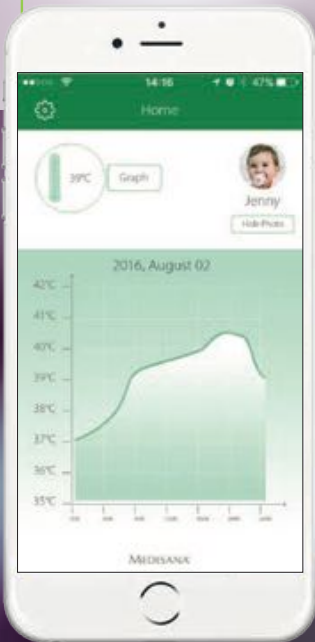 14:16
47%
Home
39°C
Graph
Jenny
Hide Photo
2016, August 02
42°C
41°C
40°C
39°C
38°C
37°C
36°C
35°C
MEDISANA